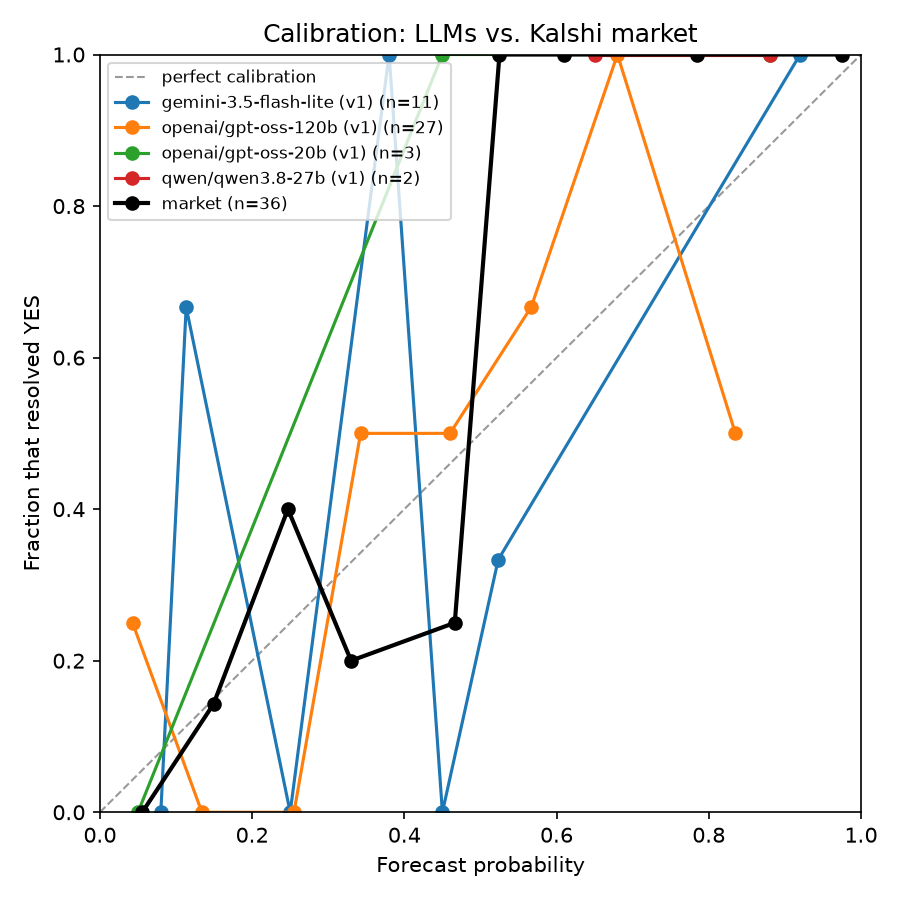 Calibration: LLMs vs. Kalshi market
perfect calibration
gemini-3.5-flash-lite (v1) (n=11)
openai/gpt-oss-120b (v1) (n=27)
openai/gpt-oss-20b (v1) (n=3)
qwen/qwen3.8-27b (v1) (n=2)
market (n=36)
Fraction that resolved YES
1.0
0.8
0.6
0.4
0.2
0.0
0.0 0.2 0.4 0.6 0.8 1.0
Forecast probability